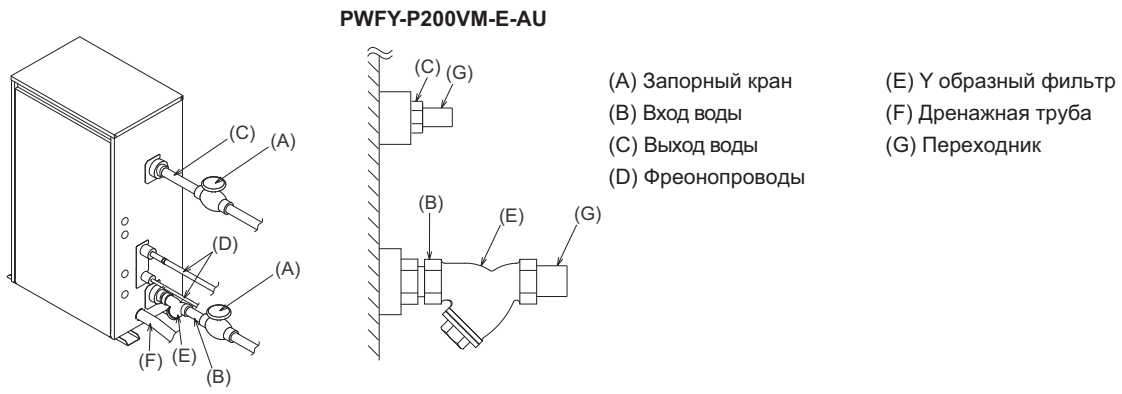 PWFY-P200VM-E-AU
(C)
(A)
(D)
(A)
(F)
(E)
(B)
(C)
(G)
(B)
(E)
(G)
(A) Запорный кран
(B) Вход воды
(C) Выход воды
(D) Фреонопроводы
(E) Y образный фильтр
(F) Дренажная труба
(G) Переходник